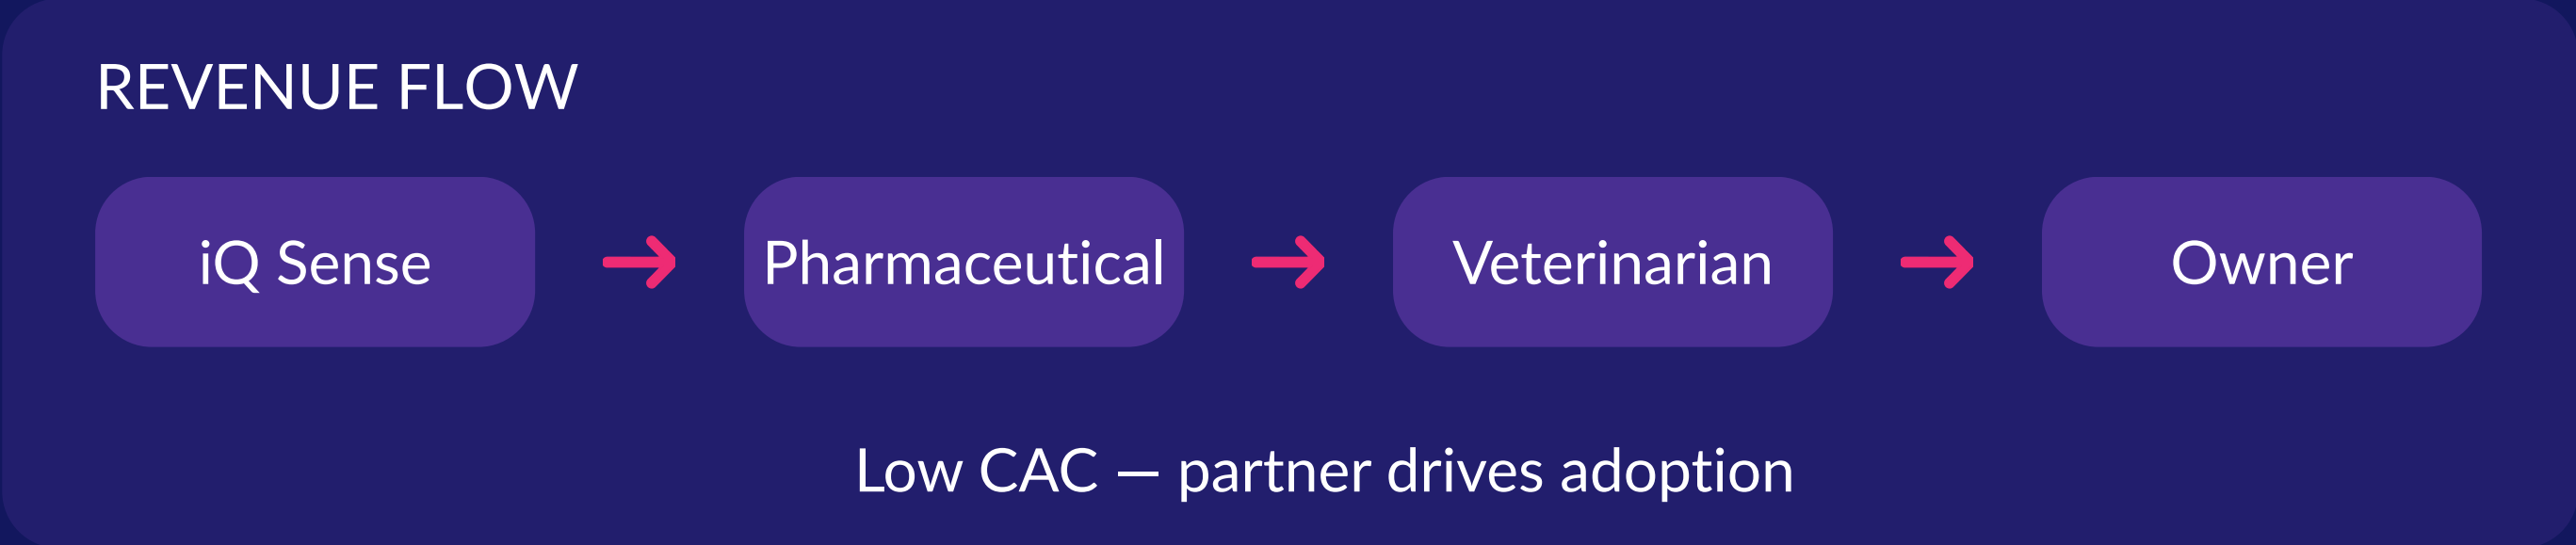 REVENUE FLOW
iQ Sense → Pharmaceutical → Veterinarian → Owner
Low CAC — partner drives adoption